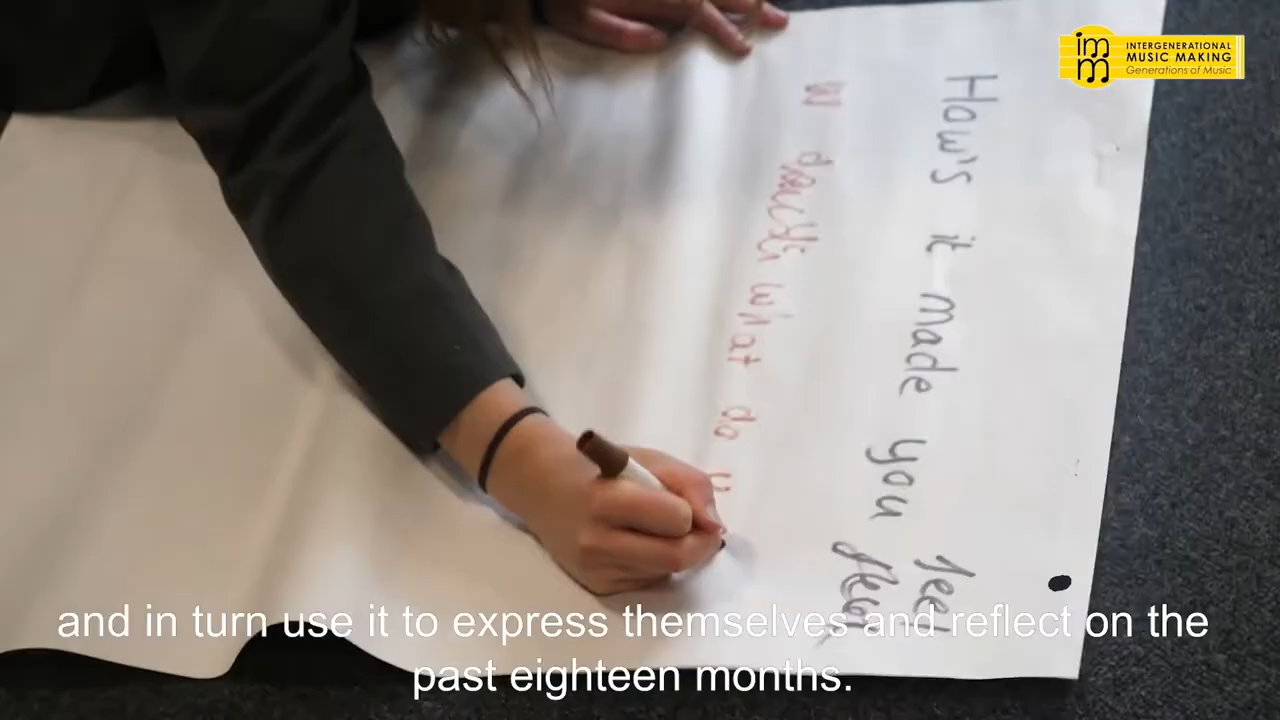 imm
INTERGENERATIONAL
MUSIC MAKING
Generations of Music
How's it made you feel
what do
and in turn use it to express themselves and reflect on the
past eighteen months.